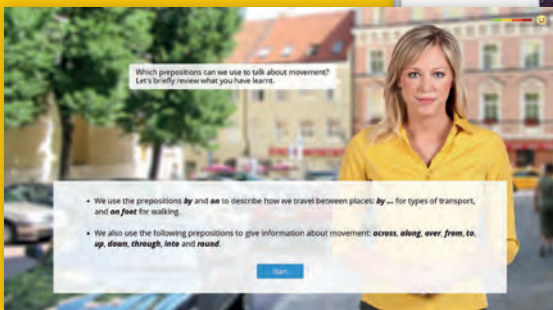 Which prepositions can we use to talk about movement?
Let's briefly review what you have learnt.
• We use the prepositions by and on to describe how we travel between places: by ... for types of transport,
and on foot for walking.
• We also use the following prepositions to give information about movement: across, along, over, from, to,
up, down, through, into and round.
Start